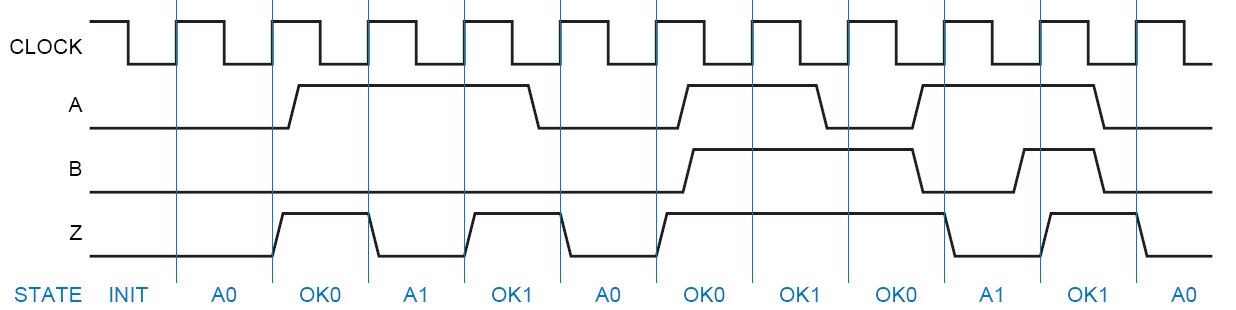 CLOCK
A
B
Z
STATE INIT A0 OK0 A1 OK1 A0 OK0 OK1 OK0 A1 OK1 A0